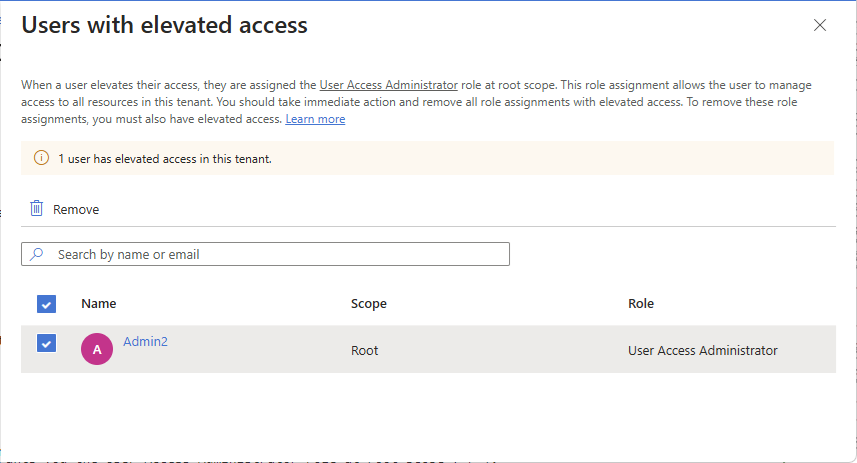 Users with elevated access
When a user elevates their access, they are assigned the User Access Administrator role at root scope. This role assignment allows the user to manage
access to all resources in this tenant. You should take immediate action and remove all role assignments with elevated access. To remove these role
assignments, you must also have elevated access. Learn more
1 user has elevated access in this tenant.
Remove
Search by name or email
Name Scope Role
A Admin2 Root User Access Administrator